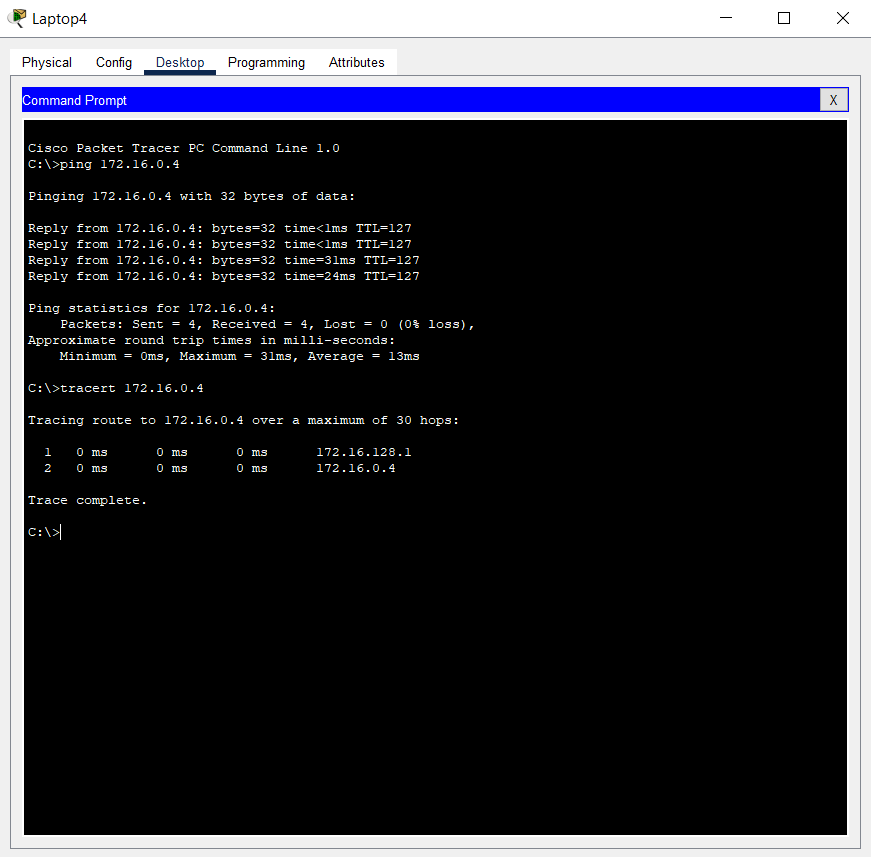 Laptop4
Physical Config Desktop Programming Attributes
Command Prompt X
Cisco Packet Tracer PC Command Line 1.0
C:\>ping 172.16.0.4
Pinging 172.16.0.4 with 32 bytes of data:
Reply from 172.16.0.4: bytes=32 time<1ms TTL=127
Reply from 172.16.0.4: bytes=32 time<1ms TTL=127
Reply from 172.16.0.4: bytes=32 time=31ms TTL=127
Reply from 172.16.0.4: bytes=32 time=24ms TTL=127
Ping statistics for 172.16.0.4:
Packets: Sent = 4, Received = 4, Lost = 0 (0% loss),
Approximate round trip times in milli-seconds:
Minimum = 0ms, Maximum = 31ms, Average = 13ms
C:\>tracert 172.16.0.4
Tracing route to 172.16.0.4 over a maximum of 30 hops:
1 0 ms 0 ms 0 ms 172.16.128.1
2 0 ms 0 ms 0 ms 172.16.0.4
Trace complete.
C:\>